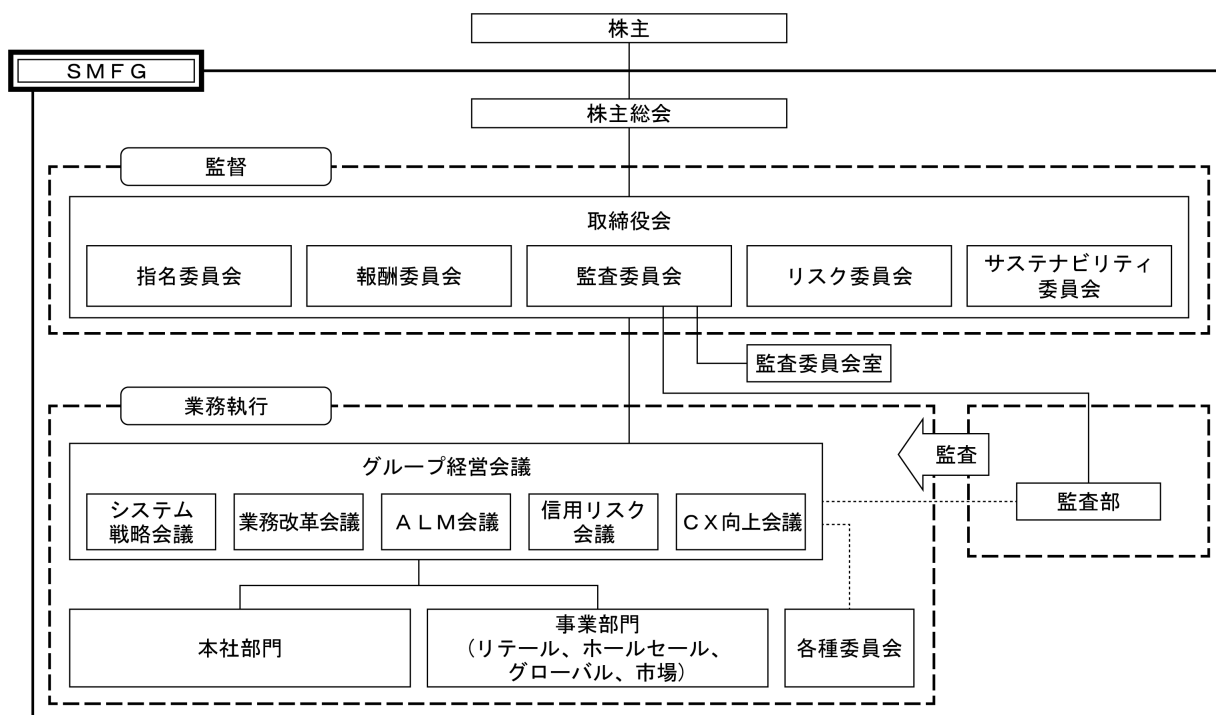 株主
ＳＭＦＧ
株主総会
監督
取締役会
指名委員会
報酬委員会
監査委員会
リスク委員会
サステナビリティ
委員会
監査委員会室
業務執行
グループ経営会議
システム
戦略会議
業務改革会議
ＡＬＭ会議
信用リスク
会議
ＣＸ向上会議
監査
監査部
本社部門
事業部門
（リテール、ホールセール、
グローバル、市場）
各種委員会